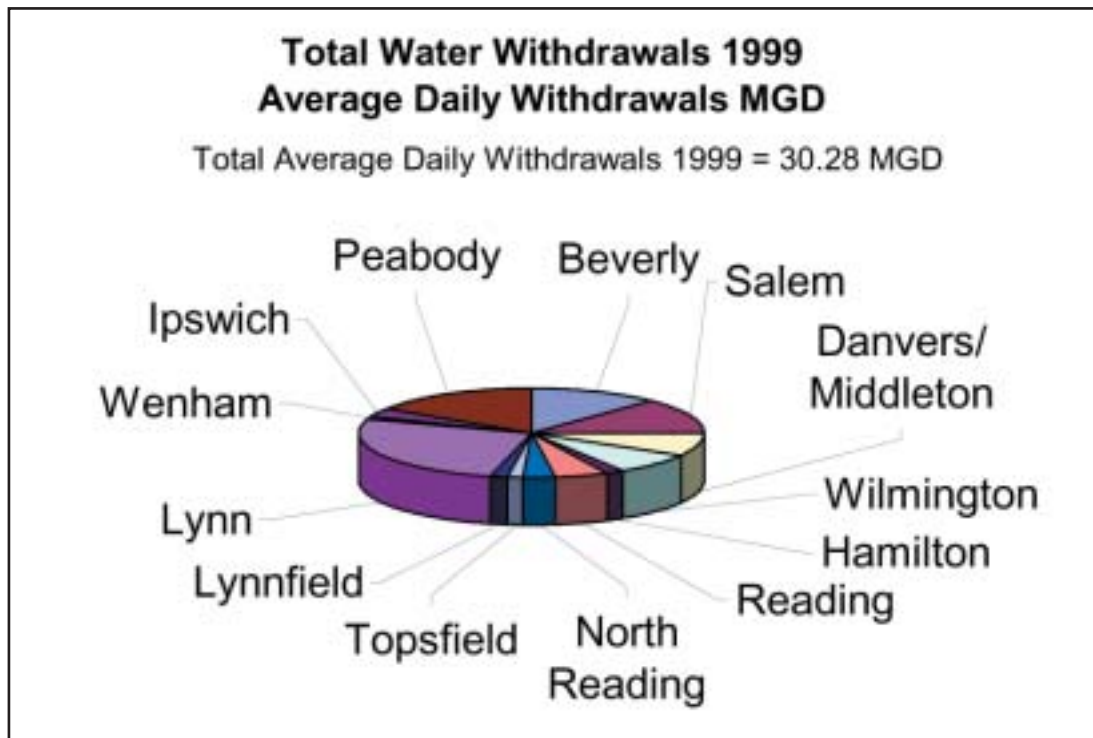 Total Water Withdrawals 1999
Average Daily Withdrawals MGD
Total Average Daily Withdrawals 1999 = 30.28 MGD
Peabody
Beverly
Salem
Ipswich
Danvers/
Middleton
Wenham
Wilmington
Lynn
Hamilton
Lynnfield
Reading
Topsfield
North
Reading